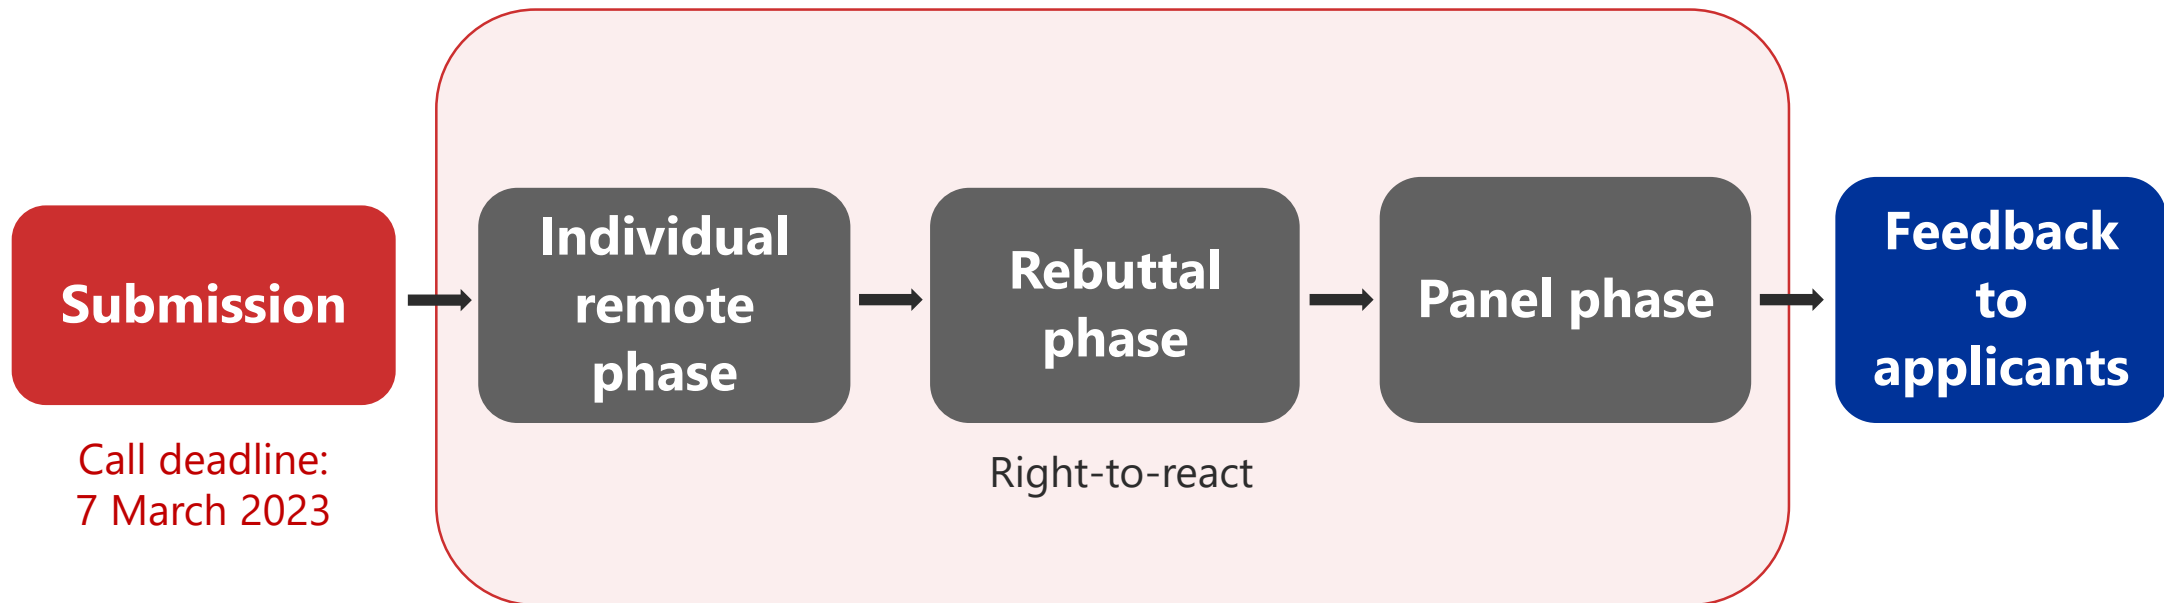 Submission
Call deadline:
7 March 2023
Individual
remote
phase
Rebuttal
phase
Right-to-react
Panel phase
Feedback
to
applicants